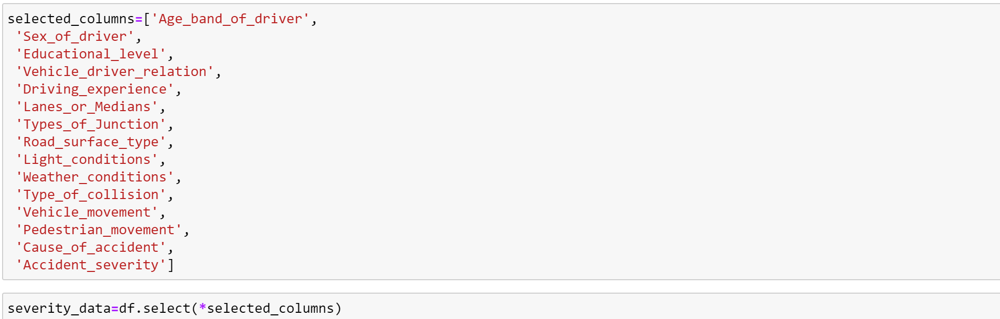 selected_columns=['Age_band_of_driver',
 'Sex_of_driver',
 'Educational_level',
 'Vehicle_driver_relation',
 'Driving_experience',
 'Lanes_or_Medians',
 'Types_of_Junction',
 'Road_surface_type',
 'Light_conditions',
 'Weather_conditions',
 'Type_of_collision',
 'Vehicle_movement',
 'Pedestrian_movement',
 'Cause_of_accident',
 'Accident_severity']
severity_data=df.select(*selected_columns)